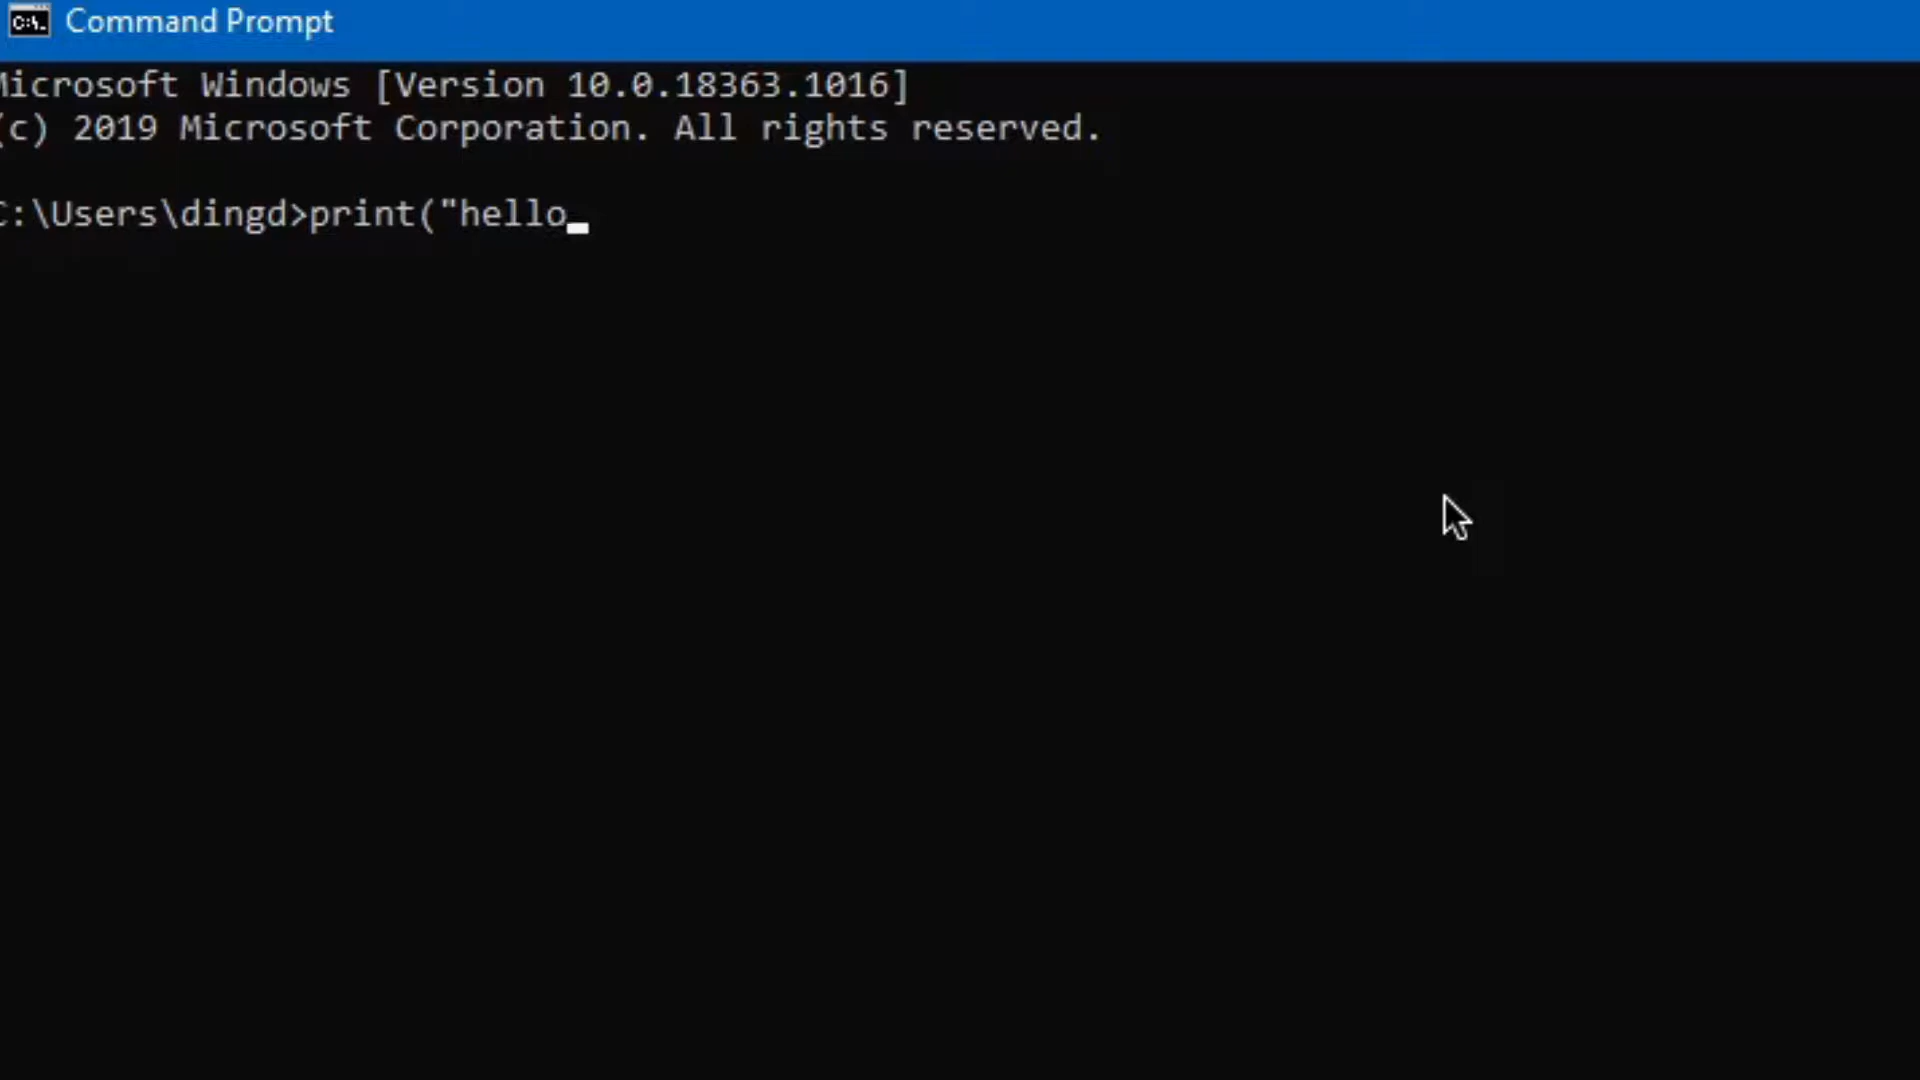 Command Prompt
Microsoft Windows [Version 10.0.18363.1016]
(c) 2019 Microsoft Corporation. All rights reserved.
C:\Users\dingd>print("hello